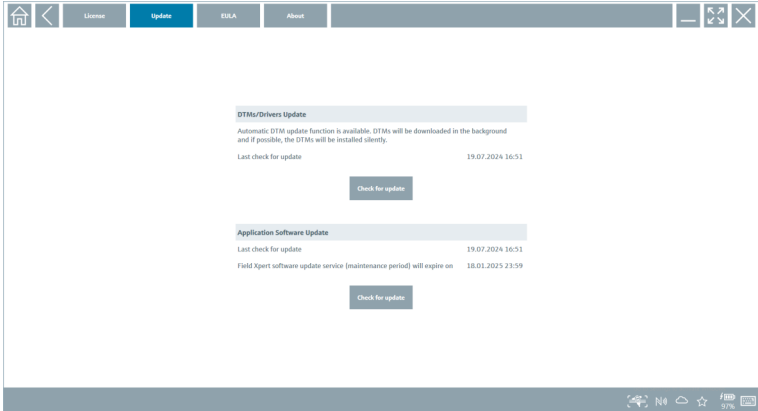 License
Update
EULA
About
DTMs/Drivers Update
Automatic DTM update function is available. DTMs will be downloaded in the background
and if possible, the DTMs will be installed silently.
Last check for update 19.07.2024 16:51
Check for update
Application Software Update
Last check for update 19.07.2024 16:51
Field Xpert software update service (maintenance period) will expire on 18.01.2025 23:59
Check for update
97%